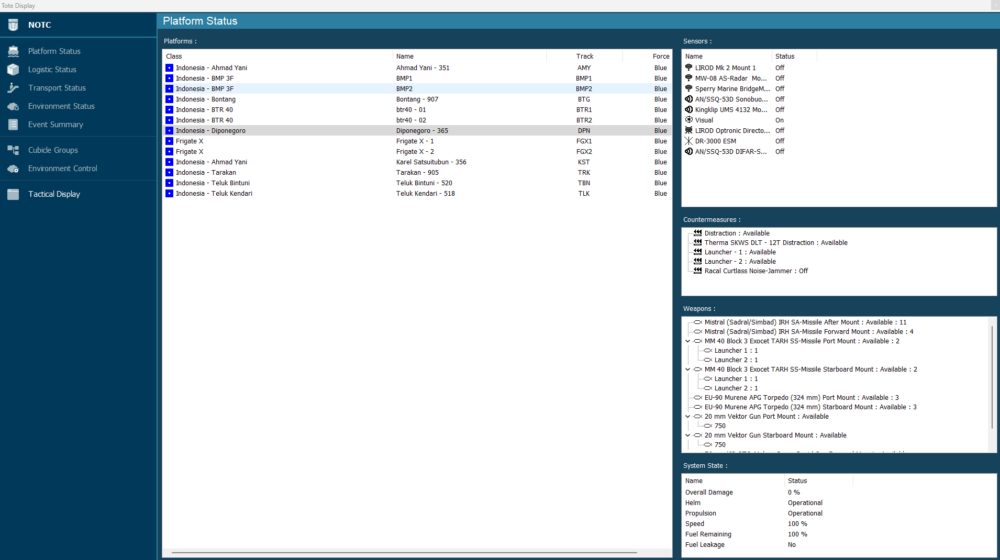 Tote Display
NOTC
Platform Status
Logistic Status
Transport Status
Environment Status
Event Summary
Cubicle Groups
Environment Control
Tactical Display
Platform Status
Platforms :
Class Name Track Force
Indonesia - Ahmad Yani Ahmad Yani - 351 AMY Blue
Indonesia - BMP 3F BMP1 BMP1 Blue
Indonesia - BMP 3F BMP2 BMP2 Blue
Indonesia - Bontang Bontang - 907 BTG Blue
Indonesia - BTR 40 btr40 - 01 BTR1 Blue
Indonesia - BTR 40 btr40 - 02 BTR2 Blue
Indonesia - Diponegoro Diponegoro - 365 DPN Blue
Frigate X Frigate X - 1 FGX1 Blue
Frigate X Frigate X - 2 FGX2 Blue
Indonesia - Ahmad Yani Karel Satsuitubun - 356 KST Blue
Indonesia - Tarakan Tarakan - 905 TRK Blue
Indonesia - Teluk Bintuni Teluk Bintuni - 520 TBN Blue
Indonesia - Teluk Kendari Teluk Kendari - 518 TLK Blue
Sensors :
Name Status
LIROD Mk 2 Mount 1 Off
MW-08 AS-Radar Mo... Off
Sperry Marine BridgeM... Off
AN/SSQ-53D Sonobuo... Off
Kingklip UMS 4132 Mo... Off
Visual On
LIROD Optronic Directo... Off
DR-3000 ESM Off
AN/SSQ-53D DIFAR-S... Off
Countermeasures :
Distraction : Available
Therma SKWS DLT - 12T Distraction : Available
Launcher - 1 : Available
Launcher - 2 : Available
Racal Curtlass Noise-Jammer : Off
Weapons :
Mistral (Sadral/Simbad) IRH SA-Missile After Mount : Available : 11
Mistral (Sadral/Simbad) IRH SA-Missile Forward Mount : Available : 4
MM 40 Block 3 Exocet TARH SS-Missile Port Mount : Available : 2
Launcher 1 : 1
Launcher 2 : 1
MM 40 Block 3 Exocet TARH SS-Missile Starboard Mount : Available : 2
Launcher 1 : 1
Launcher 2 : 1
EU-90 Murene APG Torpedo (324 mm) Port Mount : Available : 3
EU-90 Murene APG Torpedo (324 mm) Starboard Mount : Available : 3
20 mm Vektor Gun Port Mount : Available
750
20 mm Vektor Gun Starboard Mount : Available
750
System State :
Name Status
Overall Damage 0 %
Helm Operational
Propulsion Operational
Speed 100 %
Fuel Remaining 100 %
Fuel Leakage No